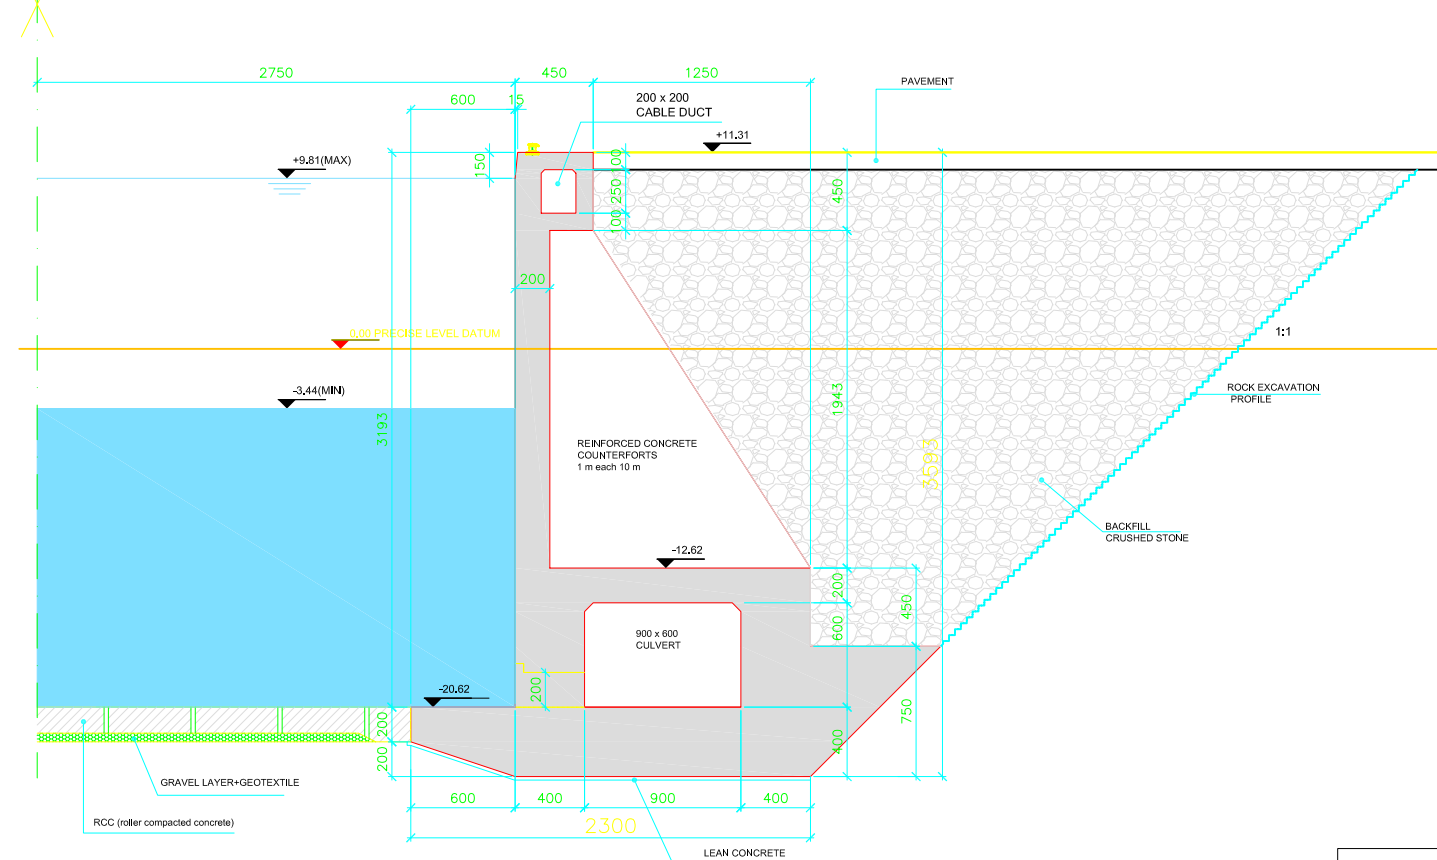 2750
450
1250
PAVEMENT
600
15
200 x 200
CABLE DUCT
+11.31
+9.81(MAX)
150
100
450
250
100
200
0.00 PRECISE LEVEL DATUM
1:1
-3.44(MIN)
ROCK EXCAVATION
PROFILE
3193
1943
3593
REINFORCED CONCRETE
COUNTERFORTS
1 m each 10 m
BACKFILL
CRUSHED STONE
-12.62
200
450
600
900 x 600
CULVERT
-20.62
200
200
750
400
200
GRAVEL LAYER+GEOTEXTILE
600
400
900
400
RCC (roller compacted concrete)
2300
LEAN CONCRETE